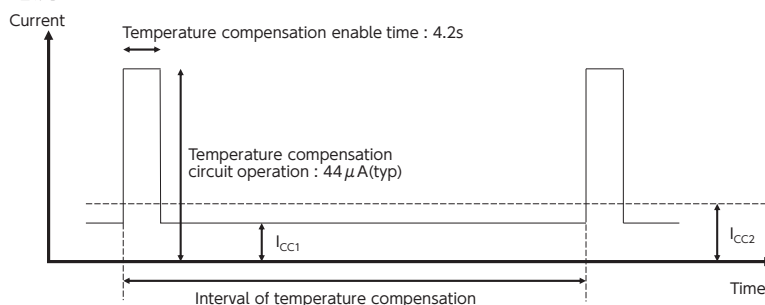 Current
Temperature compensation enable time : 4.2s
Temperature compensation
circuit operation : 44μA(typ)
ICC1
ICC2
Time
Interval of temperature compensation